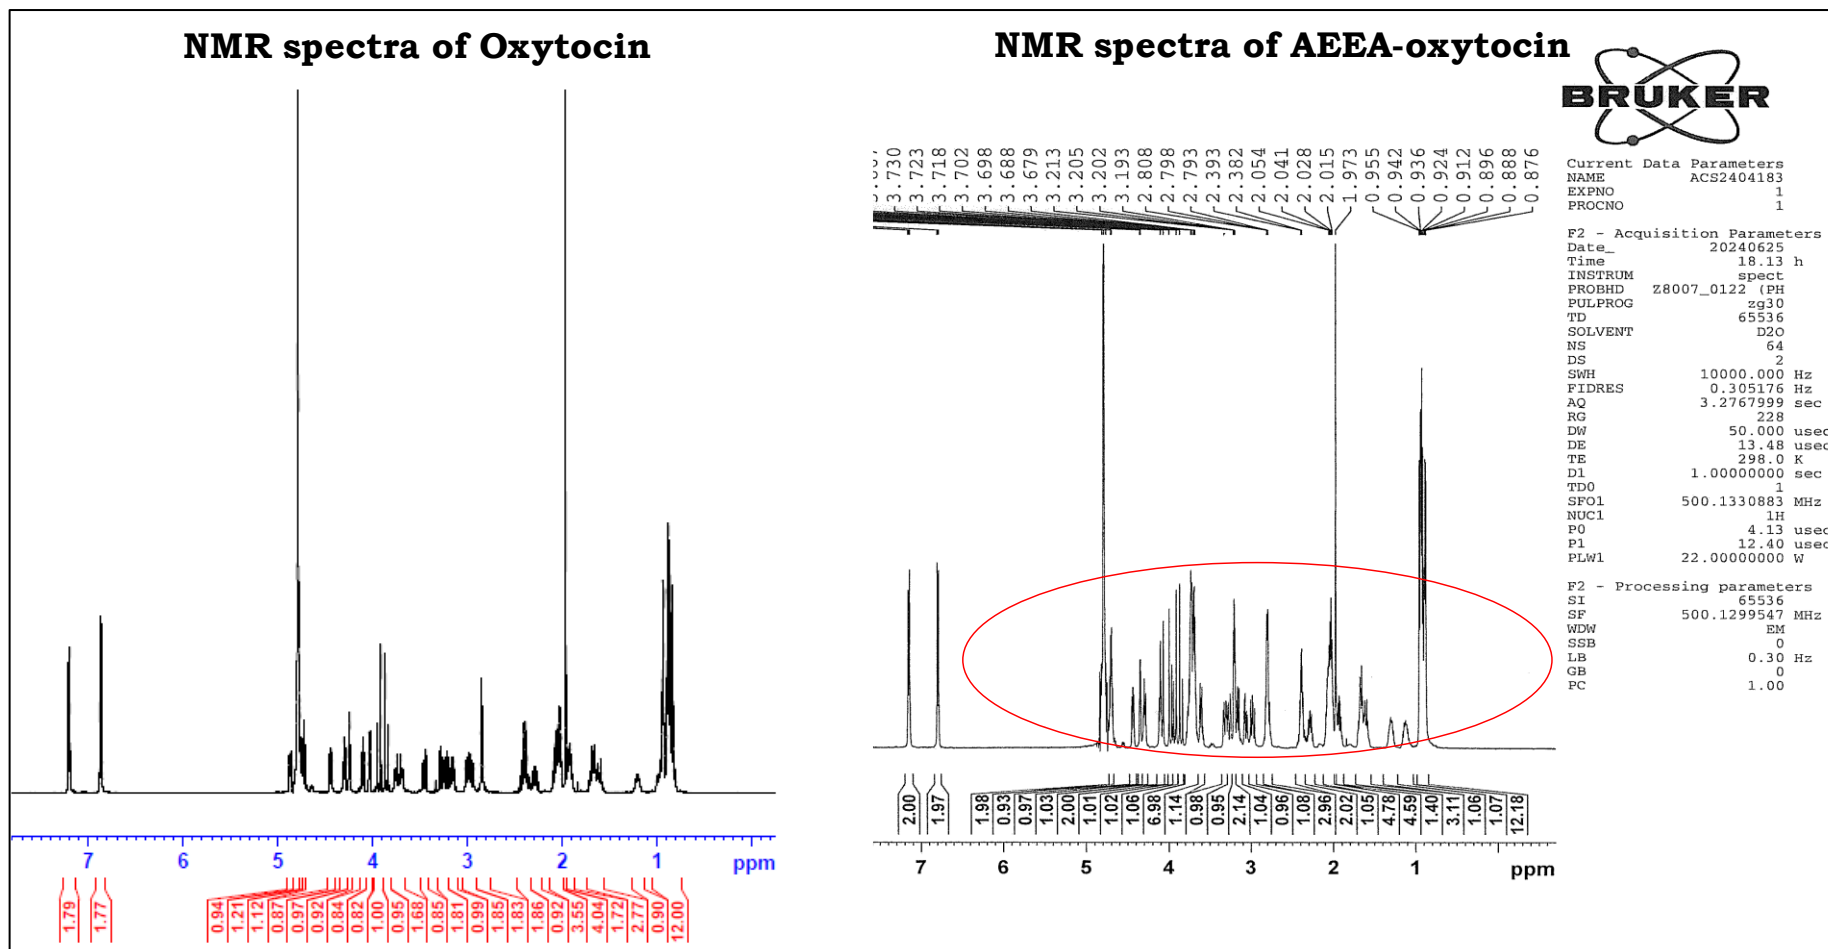 NMR spectra of Oxytocin
7 6 5 4 3 2 1 ppm
1.79
1.77
0.94
1.21
1.12
0.87
0.97
0.92
0.84
0.82
1.00
0.95
1.68
0.85
1.81
0.99
1.85
1.83
1.86
0.92
3.55
4.04
1.72
2.77
0.90
12.00
NMR spectra of AEEA-oxytocin
3.730
3.723
3.718
3.702
3.698
3.688
3.679
3.213
3.205
3.202
3.193
2.808
2.798
2.793
2.393
2.382
2.054
2.041
2.028
2.015
1.973
0.955
0.942
0.936
0.924
0.912
0.896
0.888
0.876
2.00
1.97
1.98
0.93
0.97
1.03
2.00
1.01
1.02
1.06
6.98
1.14
0.98
0.95
2.14
1.04
0.96
1.08
2.96
2.02
1.05
4.78
4.59
1.40
3.11
1.06
1.07
12.18
7 6 5 4 3 2 1 ppm
BRUKER
Current Data Parameters
NAME ACS2404183
EXPNO 1
PROCNO 1
F2 - Acquisition Parameters
Date_ 20240625
Time 18.13 h
INSTRUM spect
PROBHD Z8007_0122 (PH
PULPROG zg30
TD 65536
SOLVENT D2O
NS 64
DS 2
SWH 10000.000 Hz
FIDRES 0.305176 Hz
AQ 3.2767999 sec
RG 228
DW 50.000 usec
DE 13.48 usec
TE 298.0 K
D1 1.00000000 sec
TD0 1
SFO1 500.1330883 MHz
NUC1 1H
P0 4.13 usec
P1 12.40 usec
PLW1 22.00000000 W
F2 - Processing parameters
SI 65536
SF 500.1299547 MHz
WDW EM
SSB 0
LB 0.30 Hz
GB 0
PC 1.00